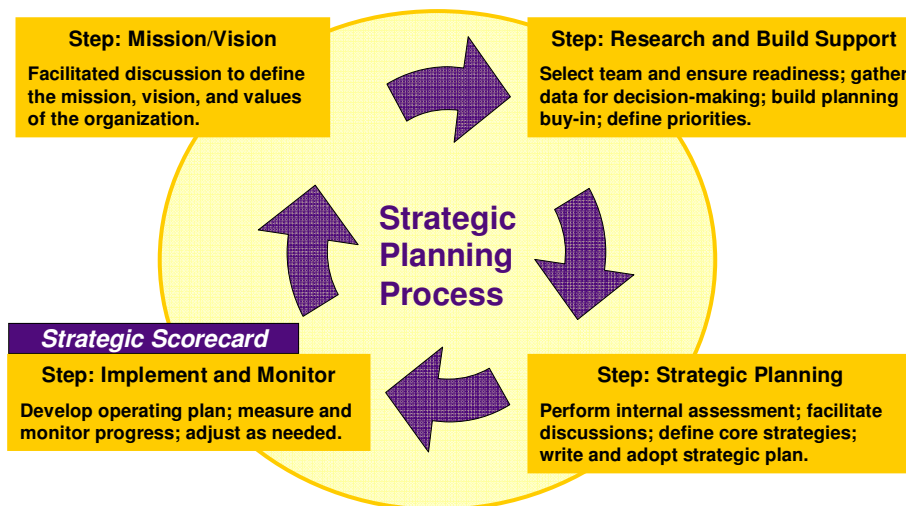 Step: Mission/Vision
Facilitated discussion to define
the mission, vision, and values
of the organization.
Step: Research and Build Support
Select team and ensure readiness; gather
data for decision-making; build planning
buy-in; define priorities.
Strategic
Planning
Process
Strategic Scorecard
Step: Implement and Monitor
Develop operating plan; measure and
monitor progress; adjust as needed.
Step: Strategic Planning
Perform internal assessment; facilitate
discussions; define core strategies;
write and adopt strategic plan.